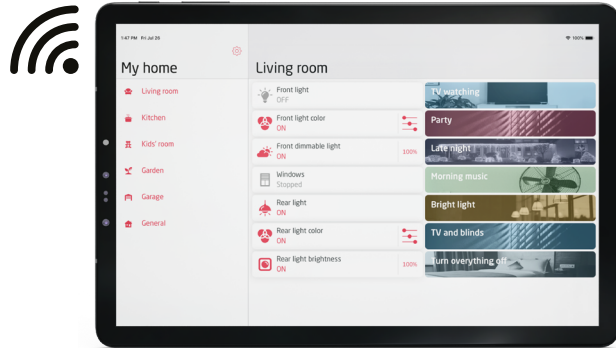 1:47 PM Fri Jul 26
100%
My home
Living room
Kitchen
Kids' room
Garden
Garage
General
Living room
Front light
OFF
Front light color
ON
Front dimmable light
ON
100%
Windows
Stopped
Rear light
ON
Rear light color
ON
Rear light brightness
ON
100%
TV watching
Party
Late night
Morning music
Bright light
TV and blinds
Turn everything off